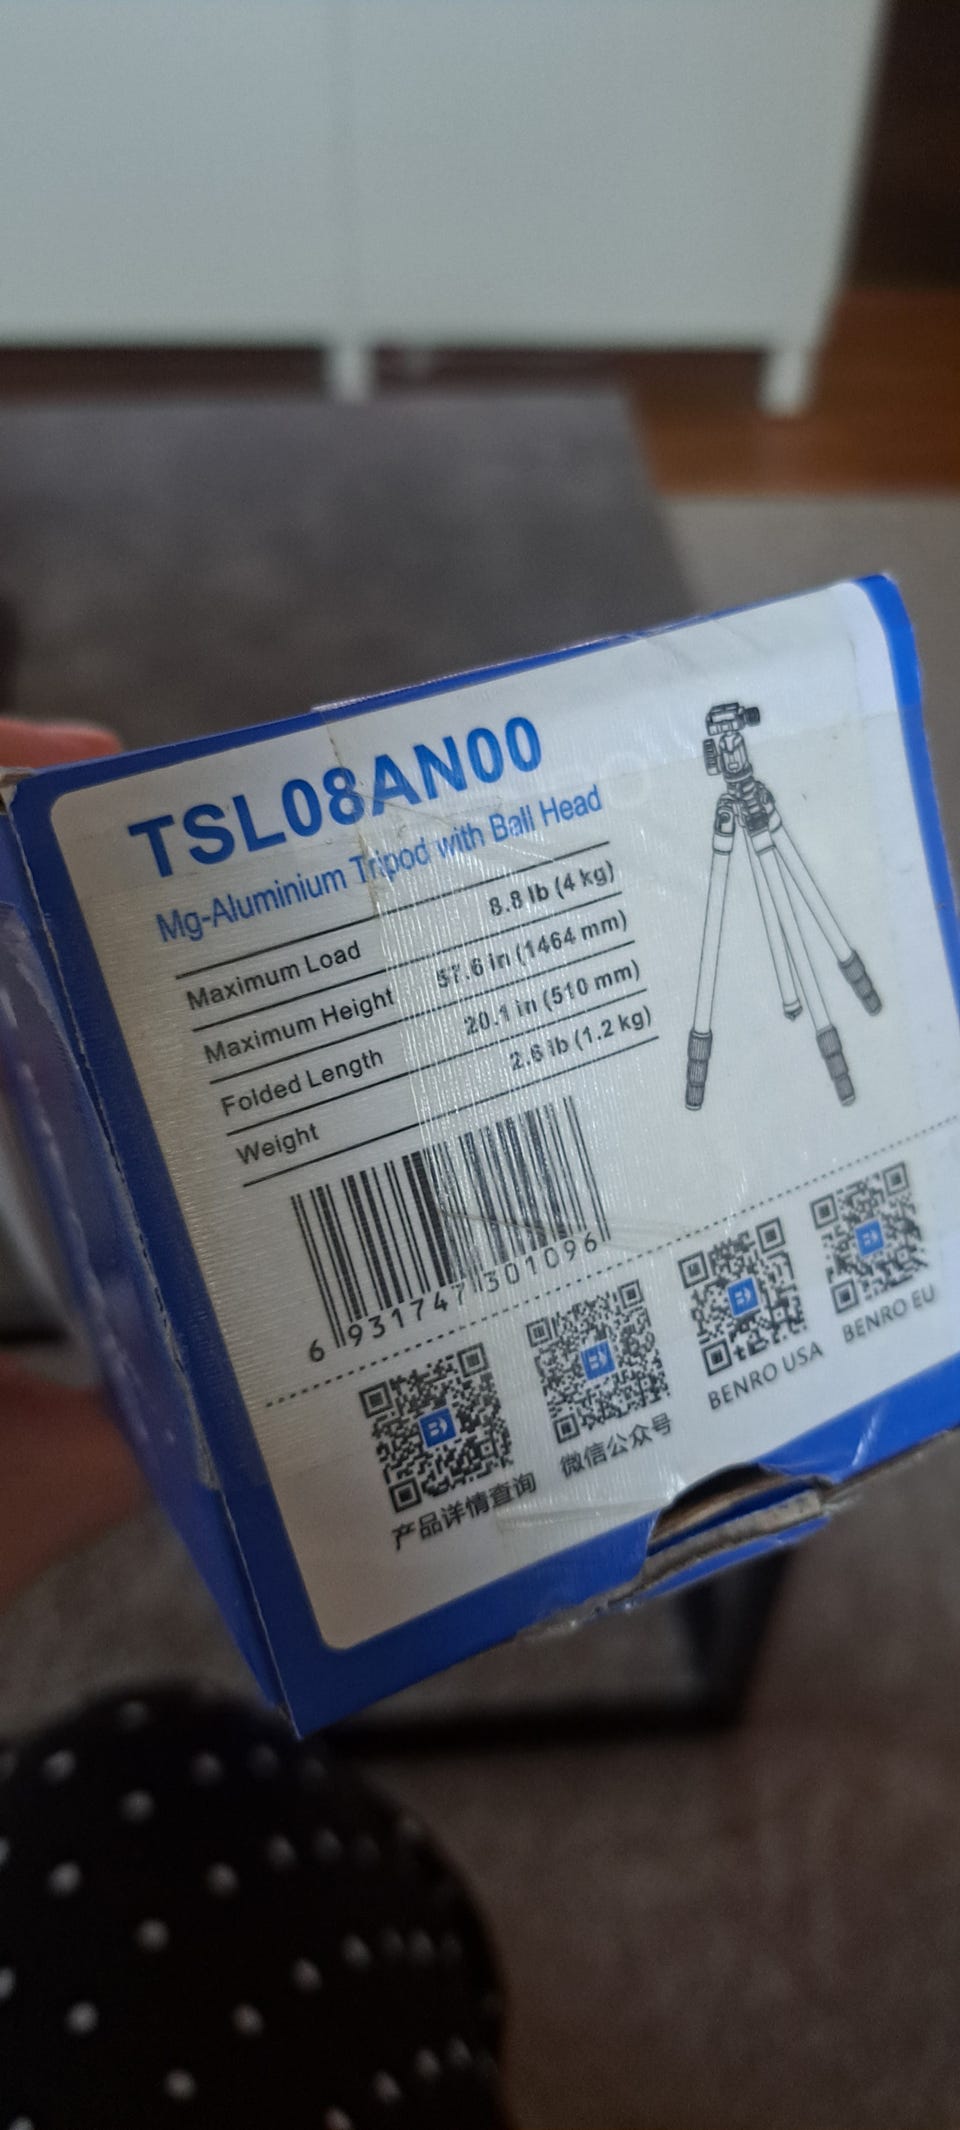 TSL08AN00
Mg-Aluminium Tripod with Ball Head
Maximum Load 8.8 lb (4 kg)
Maximum Height 57.6 in (1464 mm)
Folded Length 20.1 in (510 mm)
Weight 2.6 lb (1.2 kg)
6 931747 301096
产品详情查询
微信公众号
BENRO USA
BENRO EU